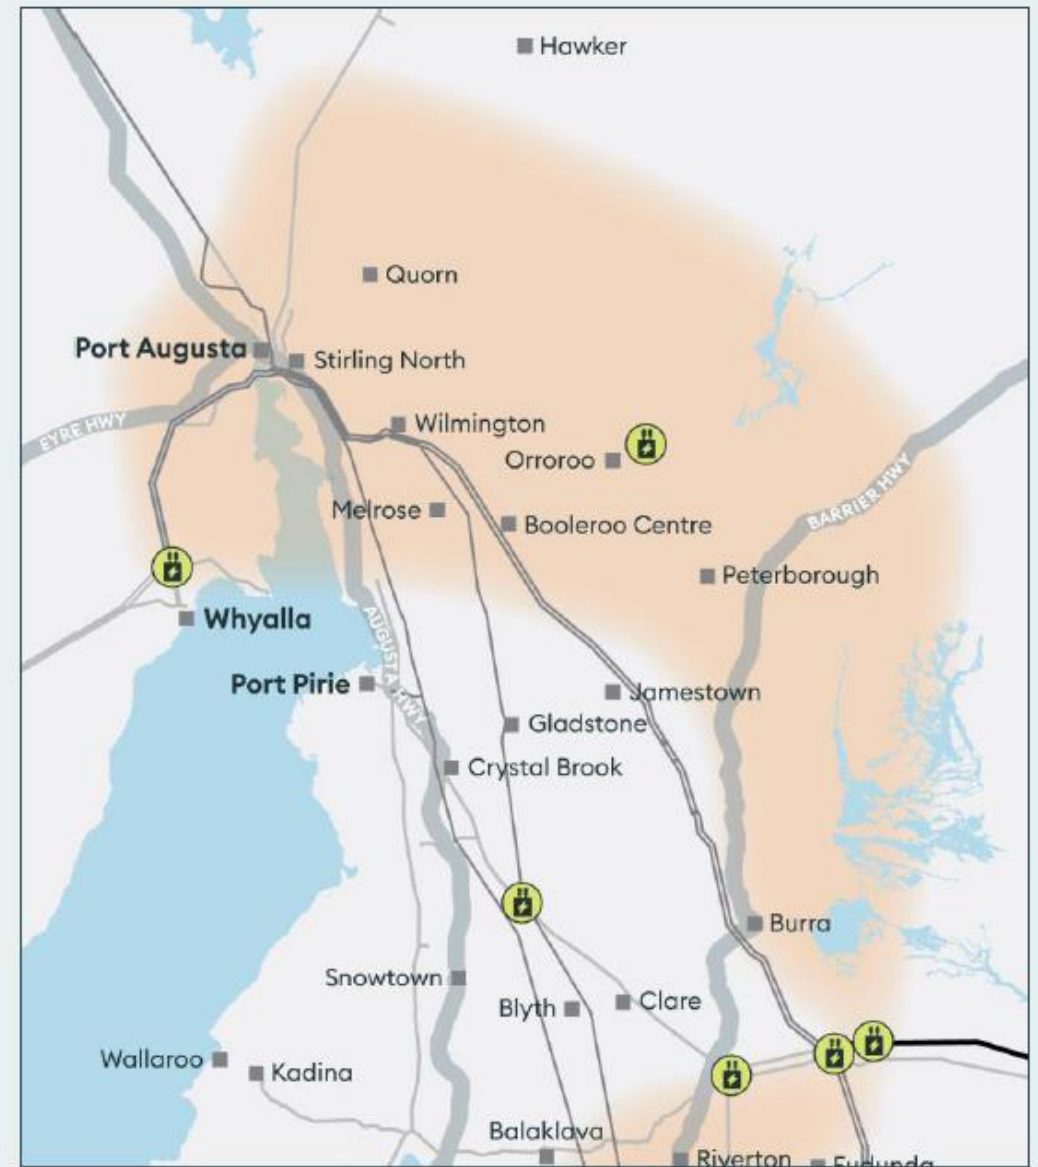 Hawker
Quorn
Port Augusta
Stirling North
EYRE HWY
Wilmington
Orroroo
Melrose
Booleroo Centre
BARRIER HWY
Peterborough
Whyalla
AUGUSTA HWY
Port Pirie
Jamestown
Gladstone
Crystal Brook
Burra
Snowtown
Blyth
Clare
Wallaroo
Kadina
Balaklava
Riverton
Eudunda